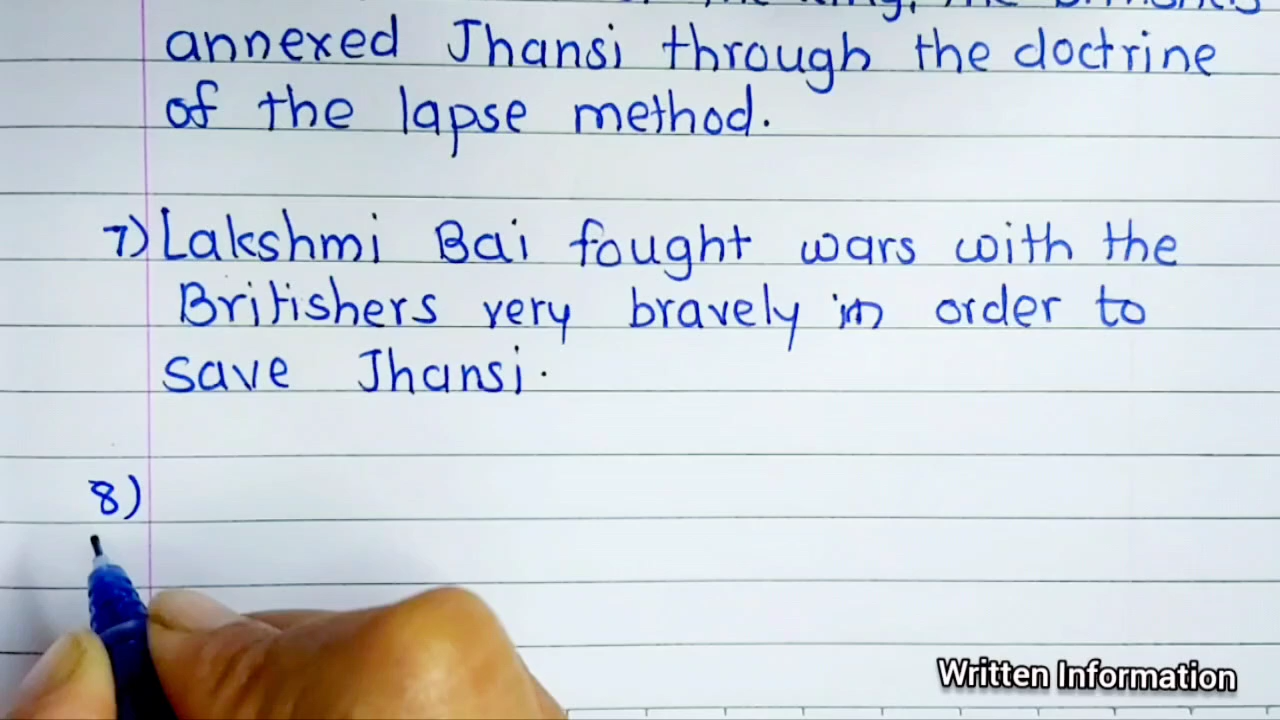 annexed Jhansi through the doctrine
of the lapse method.
7) Lakshmi Bai fought wars with the
Britishers very bravely in order to
save Jhansi.
8)
Written Information